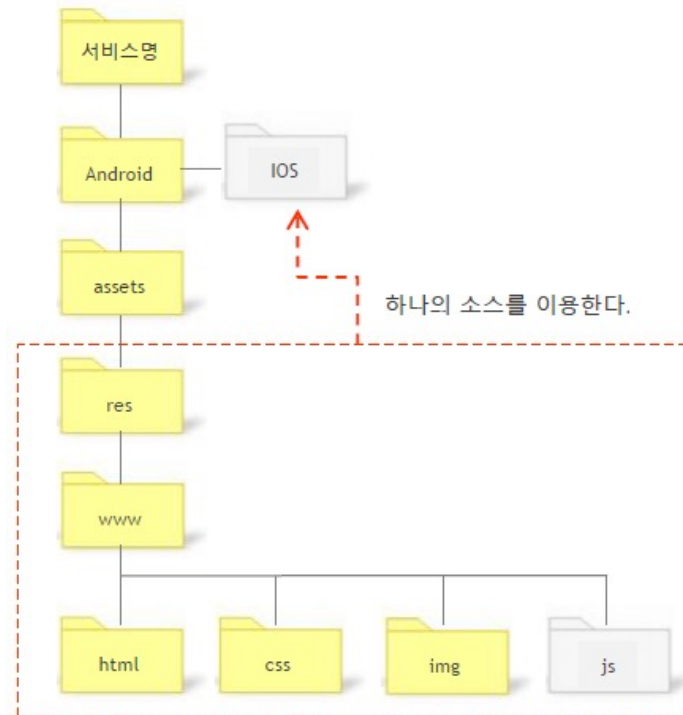 서비스명
Android
IOS
assets
하나의 소스를 이용한다.
res
www
html
css
img
js